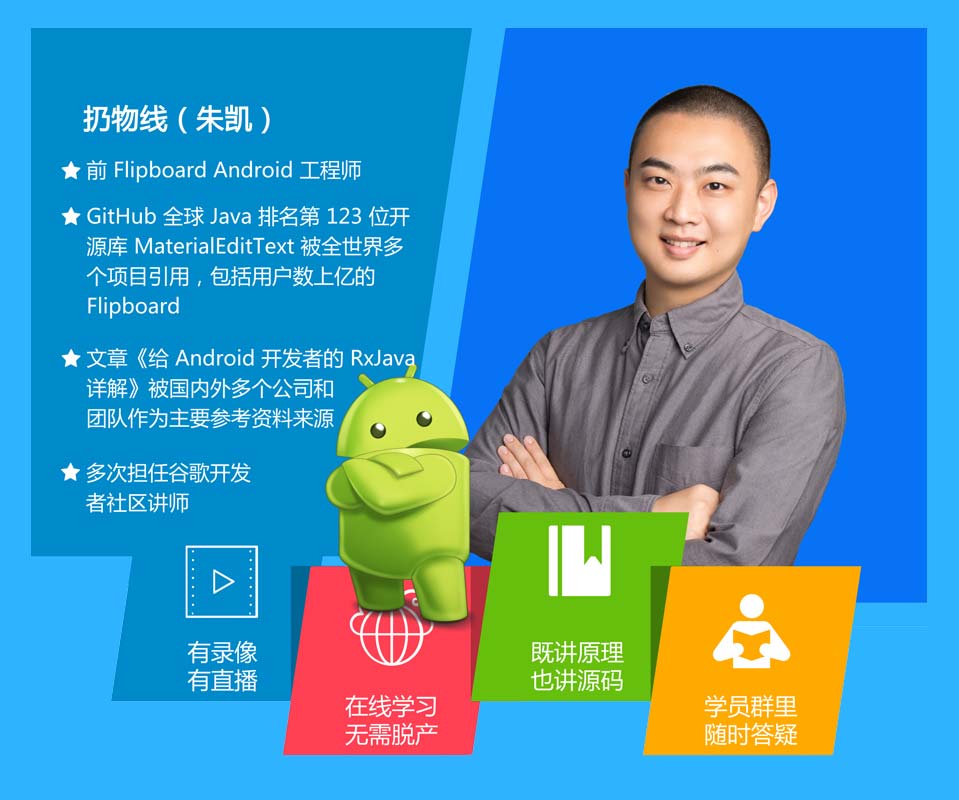 扔物线（朱凯）
前 Flipboard Android 工程师
GitHub 全球 Java 排名第 123 位开
源库 MaterialEditText 被全世界多
个项目引用，包括用户数上亿的
Flipboard
文章《给 Android 开发者的 RxJava
详解》被国内外多个公司和
团队作为主要参考资料来源
多次担任谷歌开发
者社区讲师
有录像
有直播
在线学习
无需脱产
既讲原理
也讲源码
学员群里
随时答疑